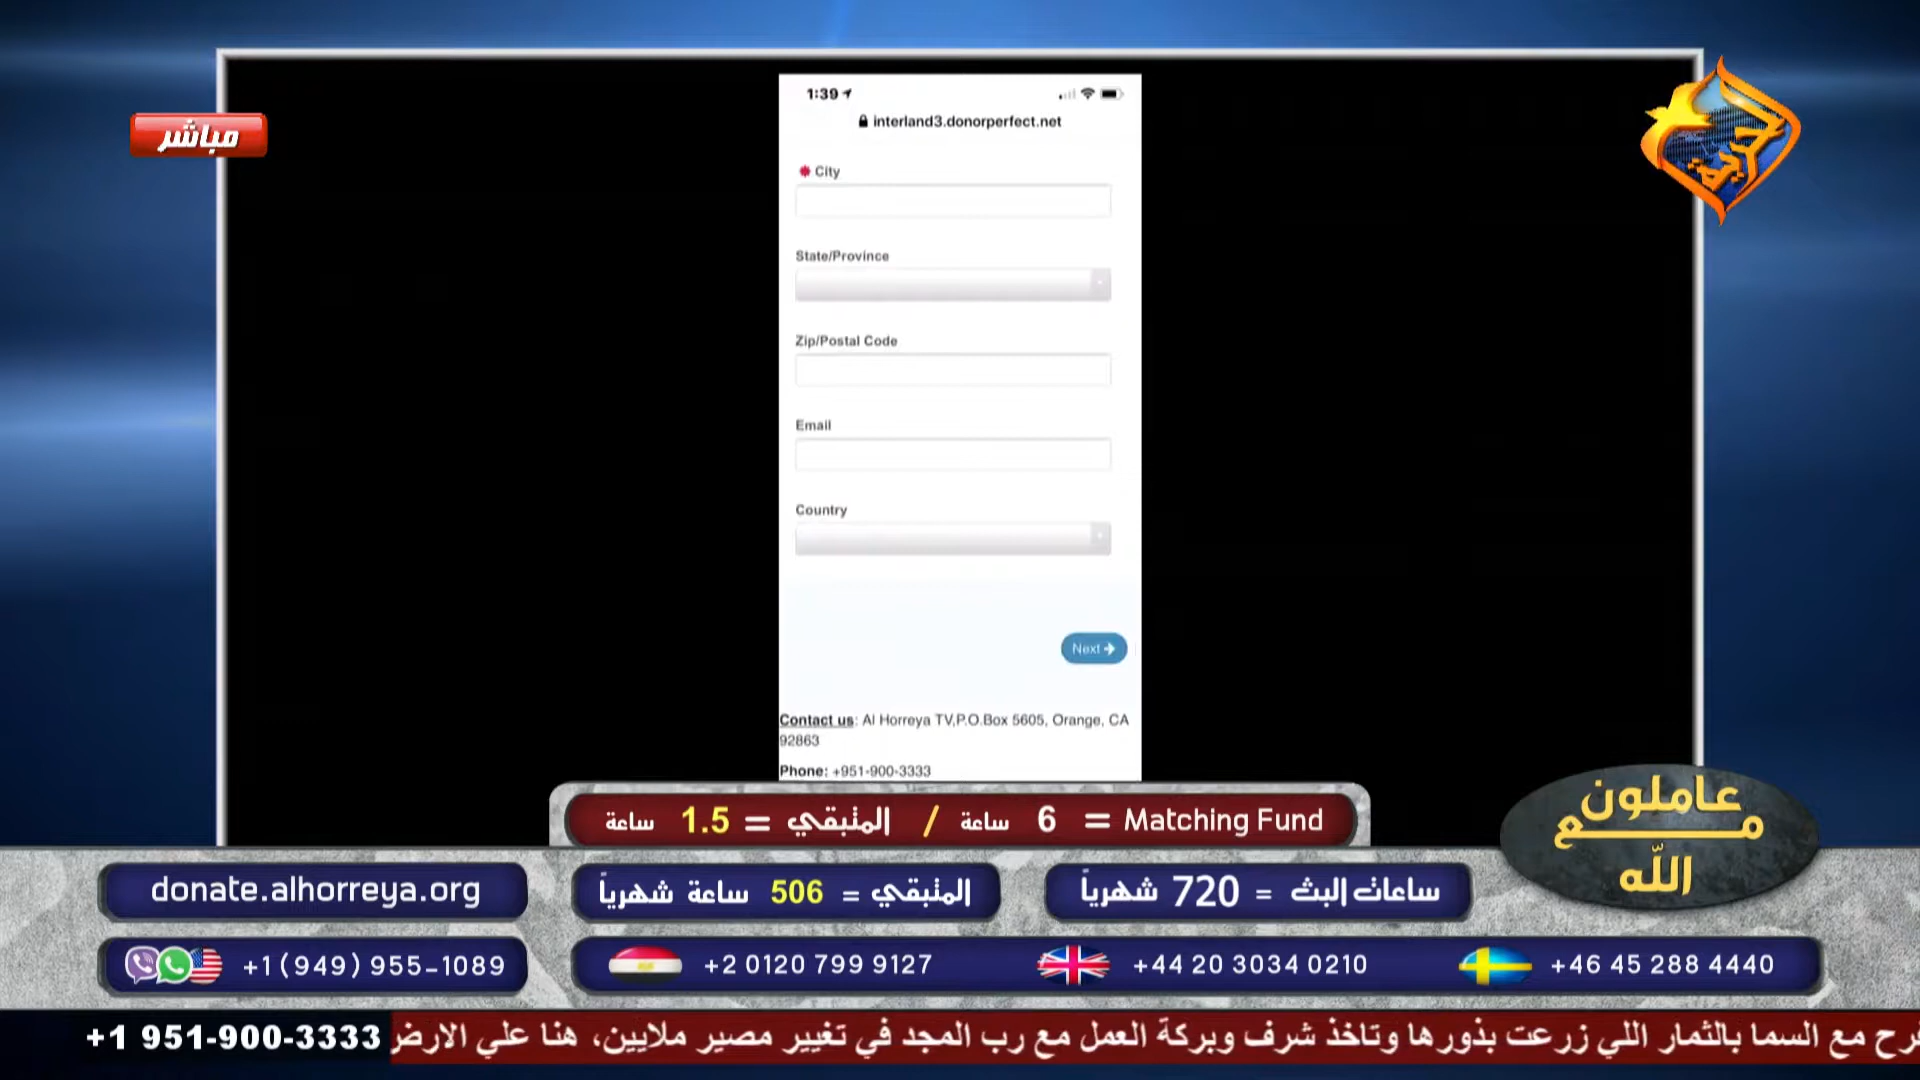 مباشر
الحرية
1:39
interland3.donorperfect.net
City
State/Province
Zip/Postal Code
Email
Country
Next
Contact us: Al Horreya TV,P.O.Box 5605, Orange, CA
92863
Phone: +951-900-3333
Matching Fund = 6 ساعة / المتبقي = 1.5 ساعة
عاملون
مع
الله
ساعات البث = 720 شهرياً
المتبقي = 506 ساعة شهرياً
donate.alhorreya.org
+1(949) 955-1089
+2 0120 799 9127
+44 20 3034 0210
+46 45 288 4440
+1 951-900-3333
مع السما بالثمار اللي زرعت بذورها وتاخذ شرف وبركة العمل مع رب المجد في تغيير مصير ملايين، هنا علي الارض